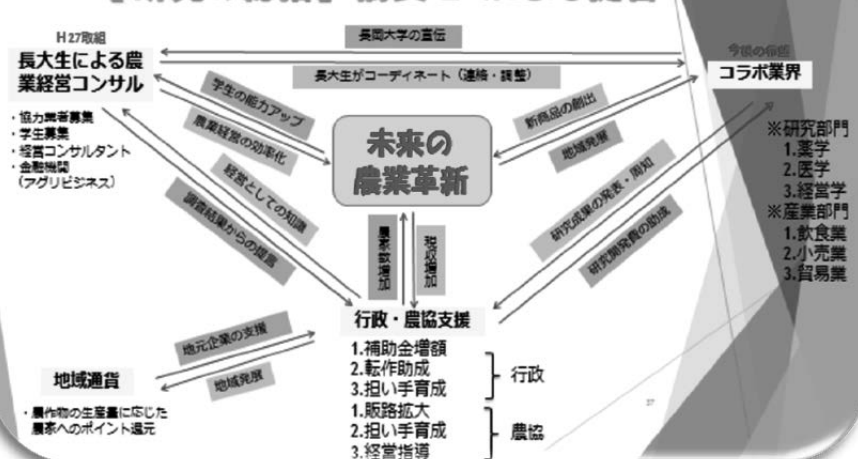 H27取組
長大生による農
業経営コンサル
・協力業者募集
・学生募集
・経営コンサルタント
・金融機関
(アグリビジネス)
長岡大学の宣伝
長大生がコーディネート(連絡・調整)
コラボ業界
※研究部門
1.薬学
2.医学
3.経営学
※産業部門
1.飲食業
2.小売業
3.貿易業
学生の能力アップ
農業経営の効率化
未来の
農業革新
新商品の創出
地域発展
経営としての知識
調査結果からの提言
農家数増加
税収増加
研究成果の発表・周知
研究開発費の助成
行政・農協支援
1.補助金増額
2.転作助成
3.担い手育成
行政
1.販路拡大
2.担い手育成
3.経営指導
農協
地元企業の支援
地域発展
地域通貨
・農作物の生産量に応じた
農家へのポイント還元
37